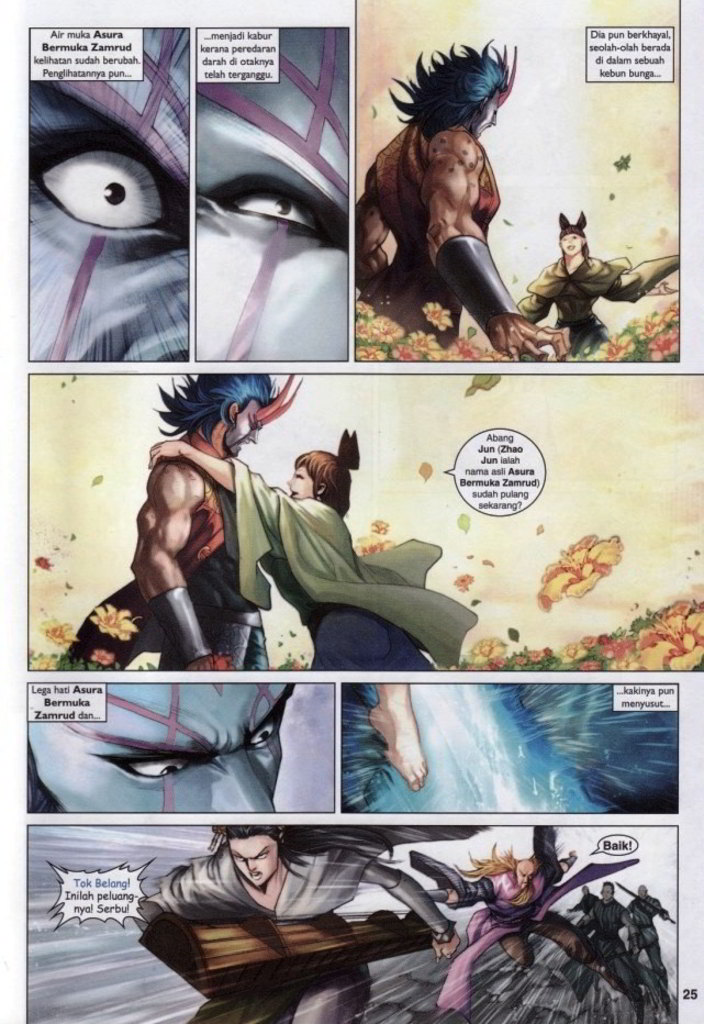 Air muka Asura
Bermuka Zamrud
kelihatan sudah berubah.
Penglihatannya pun...
...menjadi kabur
kerana peredaran
darah di otaknya
telah terganggu.
Dia pun berkhayal,
seolah-olah berada
di dalam sebuah
kebun bunga...
Abang
Jun (Zhao
Jun ialah
nama asli Asura
Bermuka Zamrud)
sudah pulang
sekarang?
Lega hati Asura
Bermuka
Zamrud dan...
...kakinya pun
menyusut...
Tok Belang!
Inilah peluang-
nya! Serbu!
Baik!
25